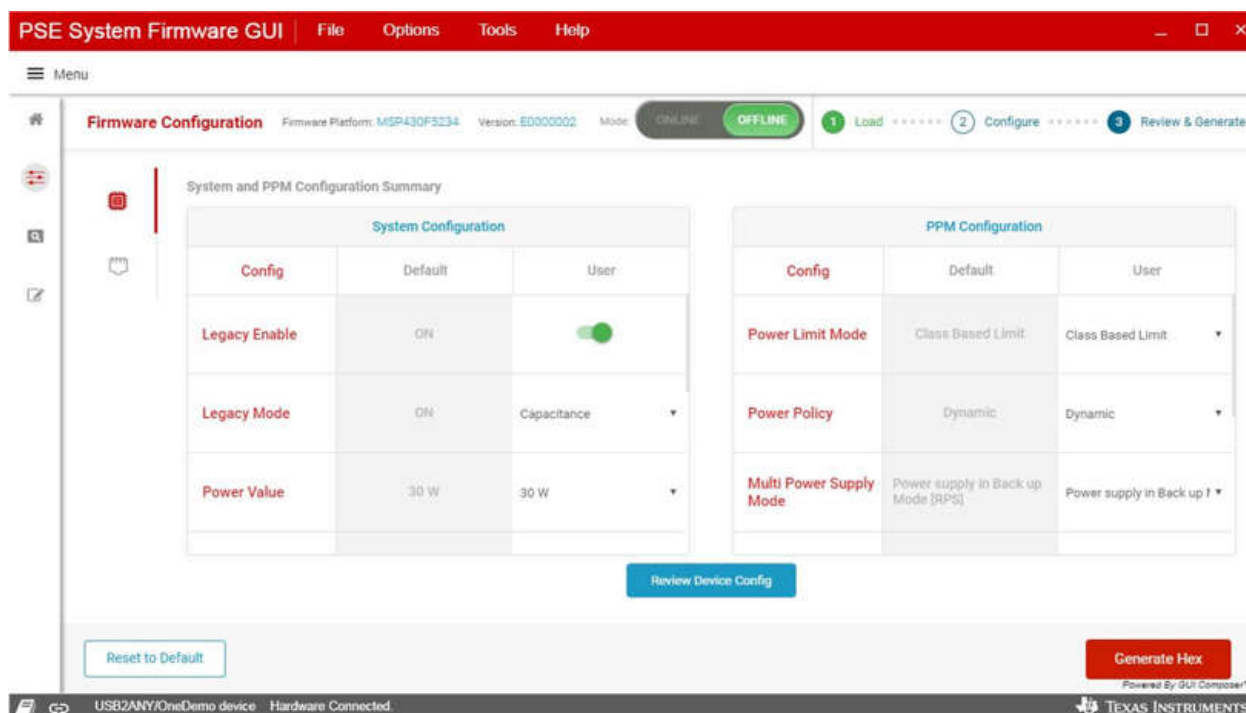 PSE System Firmware GUI File Options Tools Help
Menu
Firmware Configuration Firmware Platform: MSP430F5234 Version: E0000002 Mode: ONLINE OFFLINE 1 Load 2 Configure 3 Review & Generate
System and PPM Configuration Summary
System Configuration
Config Default User
Legacy Enable ON
Legacy Mode ON Capacitance
Power Value 30 W 30 W
PPM Configuration
Config Default User
Power Limit Mode Class Based Limit Class Based Limit
Power Policy Dynamic Dynamic
Multi Power Supply Mode Power supply in Back up Mode [RPS] Power supply in Back up
Review Device Config
Reset to Default
Generate Hex
Powered By GUI Composer
USB2ANY/OneDemo device Hardware Connected.
TEXAS INSTRUMENTS